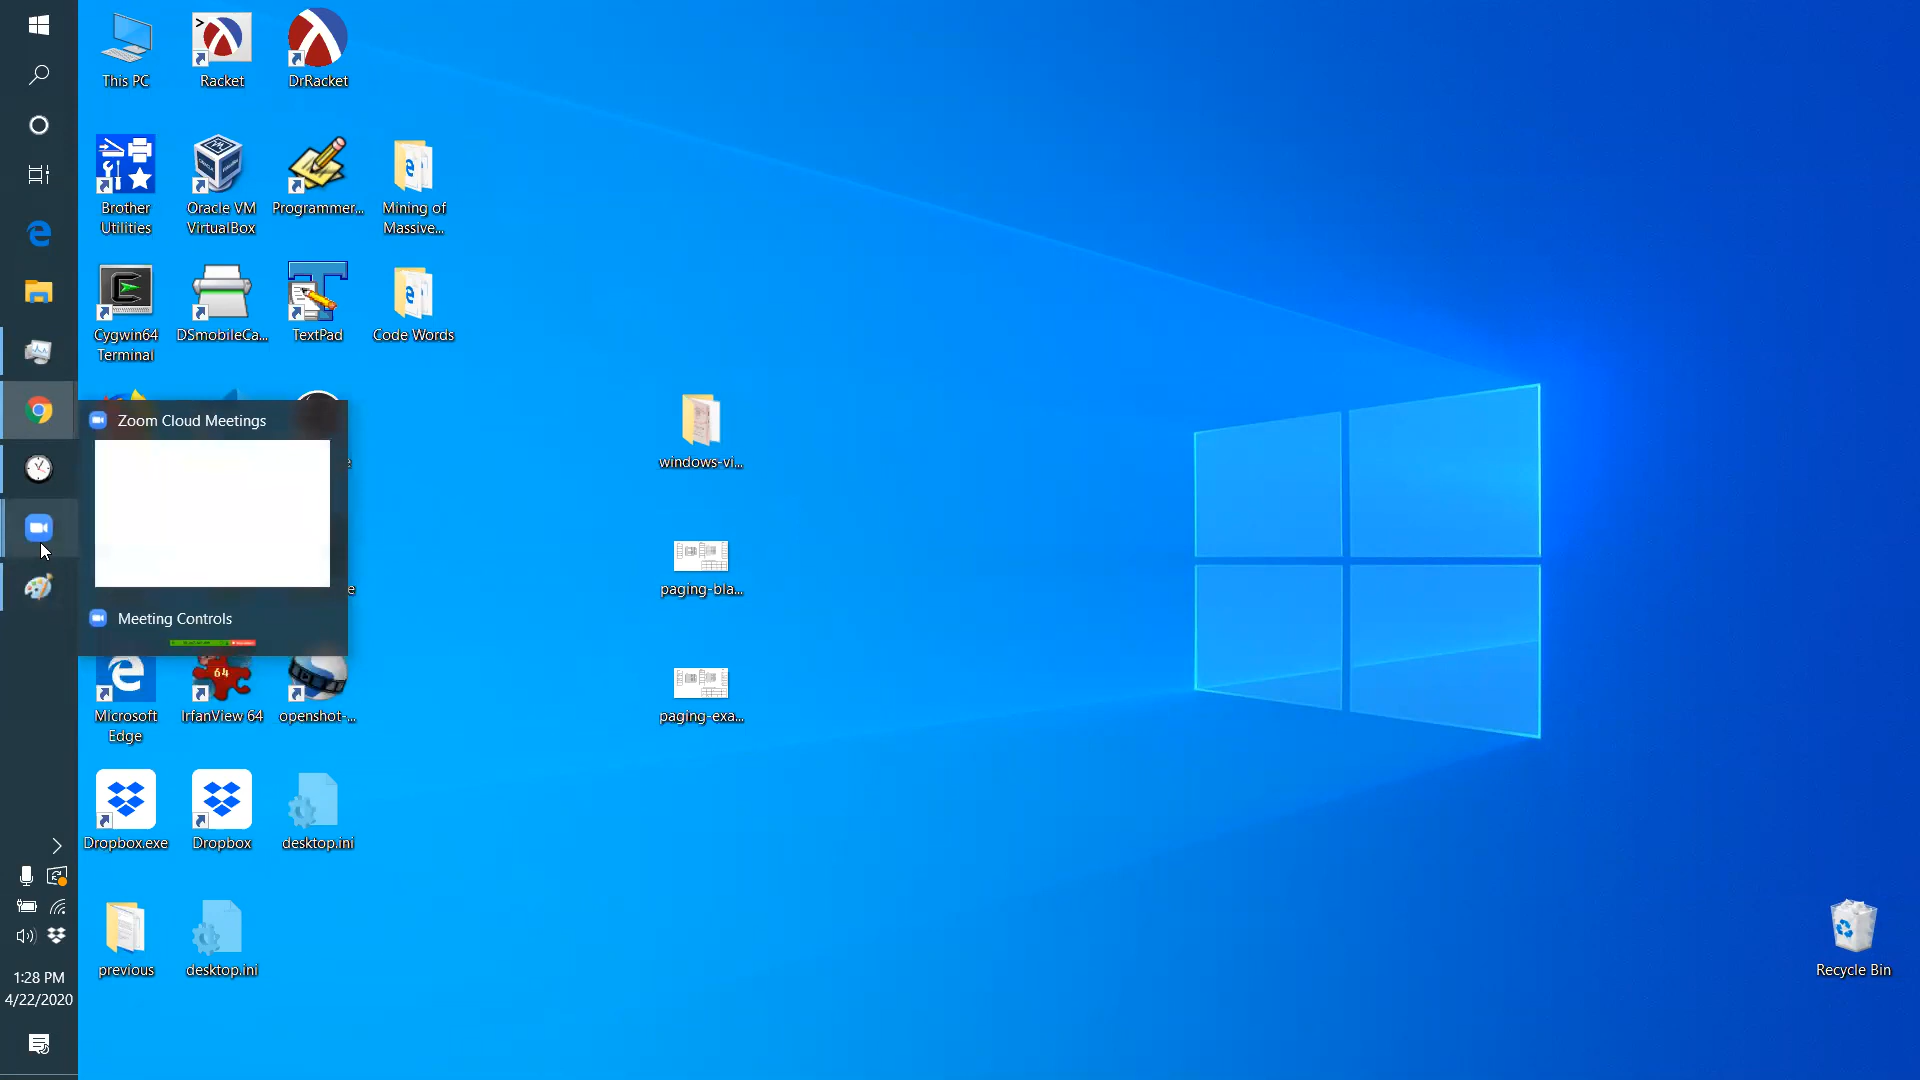 This PC
Racket
DrRacket
Brother
Utilities
Oracle VM
VirtualBox
Programmer...
Mining of
Massive...
Cygwin64
Terminal
DSmobileCa...
TextPad
Code Words
Zoom Cloud Meetings
windows-vi...
e
paging-bla...
e
Meeting Controls
64
Microsoft
Edge
IrfanView 64
openshot-...
paging-exa...
Dropbox.exe
Dropbox
desktop.ini
previous
desktop.ini
1:28 PM
4/22/2020
Recycle Bin